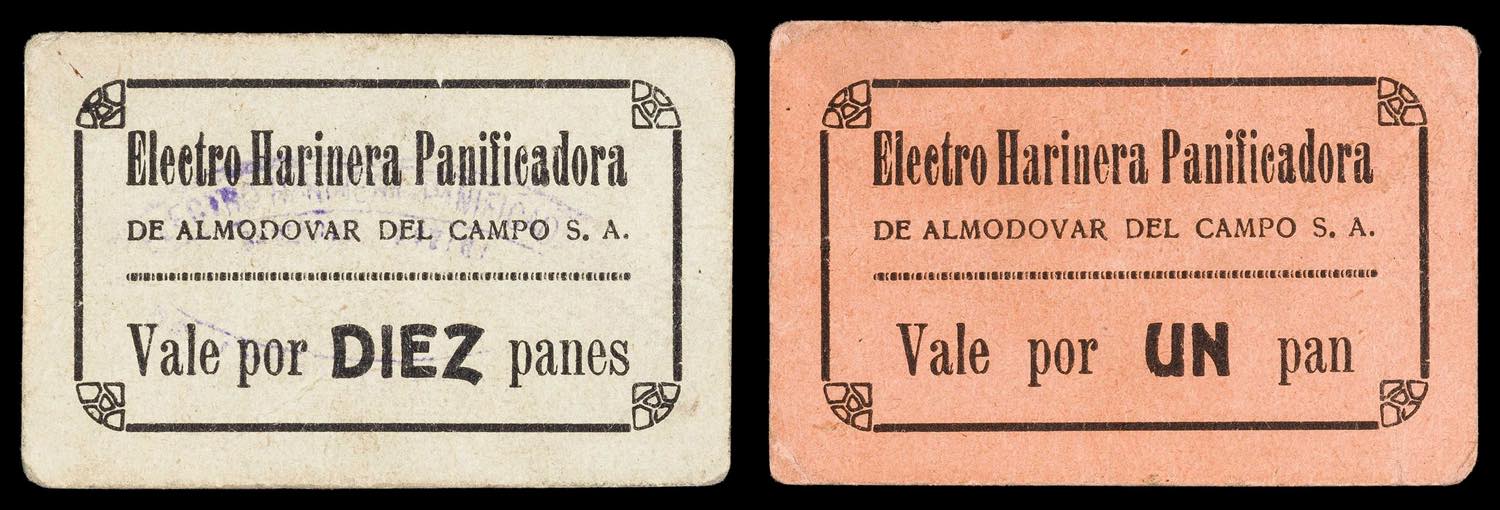 Electro Harinera Panificadora
DE ALMODOVAR DEL CAMPO S. A.
Vale por DIEZ panes
Electro Harinera Panificadora
DE ALMODOVAR DEL CAMPO S. A.
Vale por UN pan